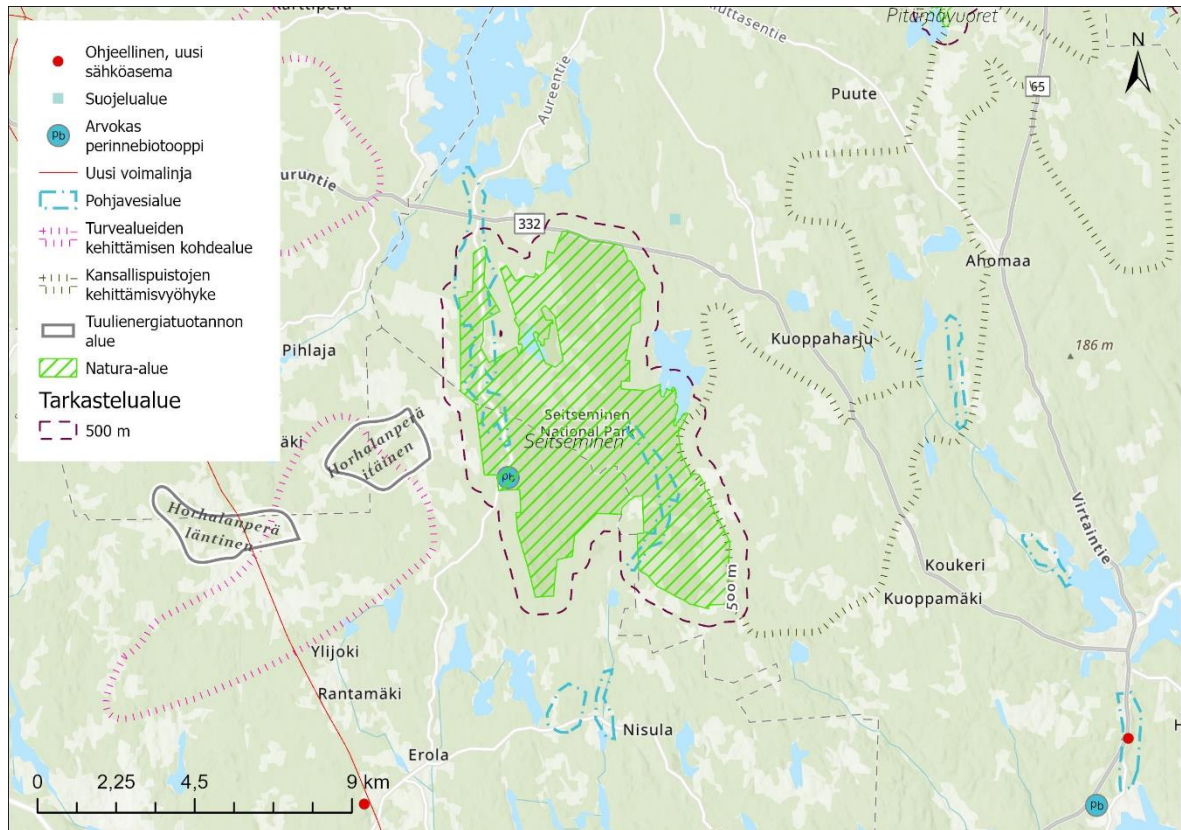 Karttiperä
Pitämävuoret
N
Ohjeellinen, uusi
sähköasema
Suojelualue
Arvokas
perinnebiotooppi
Pb
Uusi voimalinja
Pohjavesialue
Turvealueiden
kehittämisen kohdealue
Kansallispuistojen
kehittämisvyöhyke
Tuulienergiatuotannon
alue
Natura-alue
Tarkastelualue
500 m
Aureentie
65
Puute
332
Ahomaa
186 m
Kuoppaharju
Pihlaja
Seitseminen
National Park
Seitseminen
Pb
Horhalanperä
itäinen
Horhalanperä
läntinen
Virtaintie
Koukeri
Kuoppamäki
500 m
Ylijoki
Rantamäki
Nisula
Erola
0 2,25 4,5 9 km
Pb